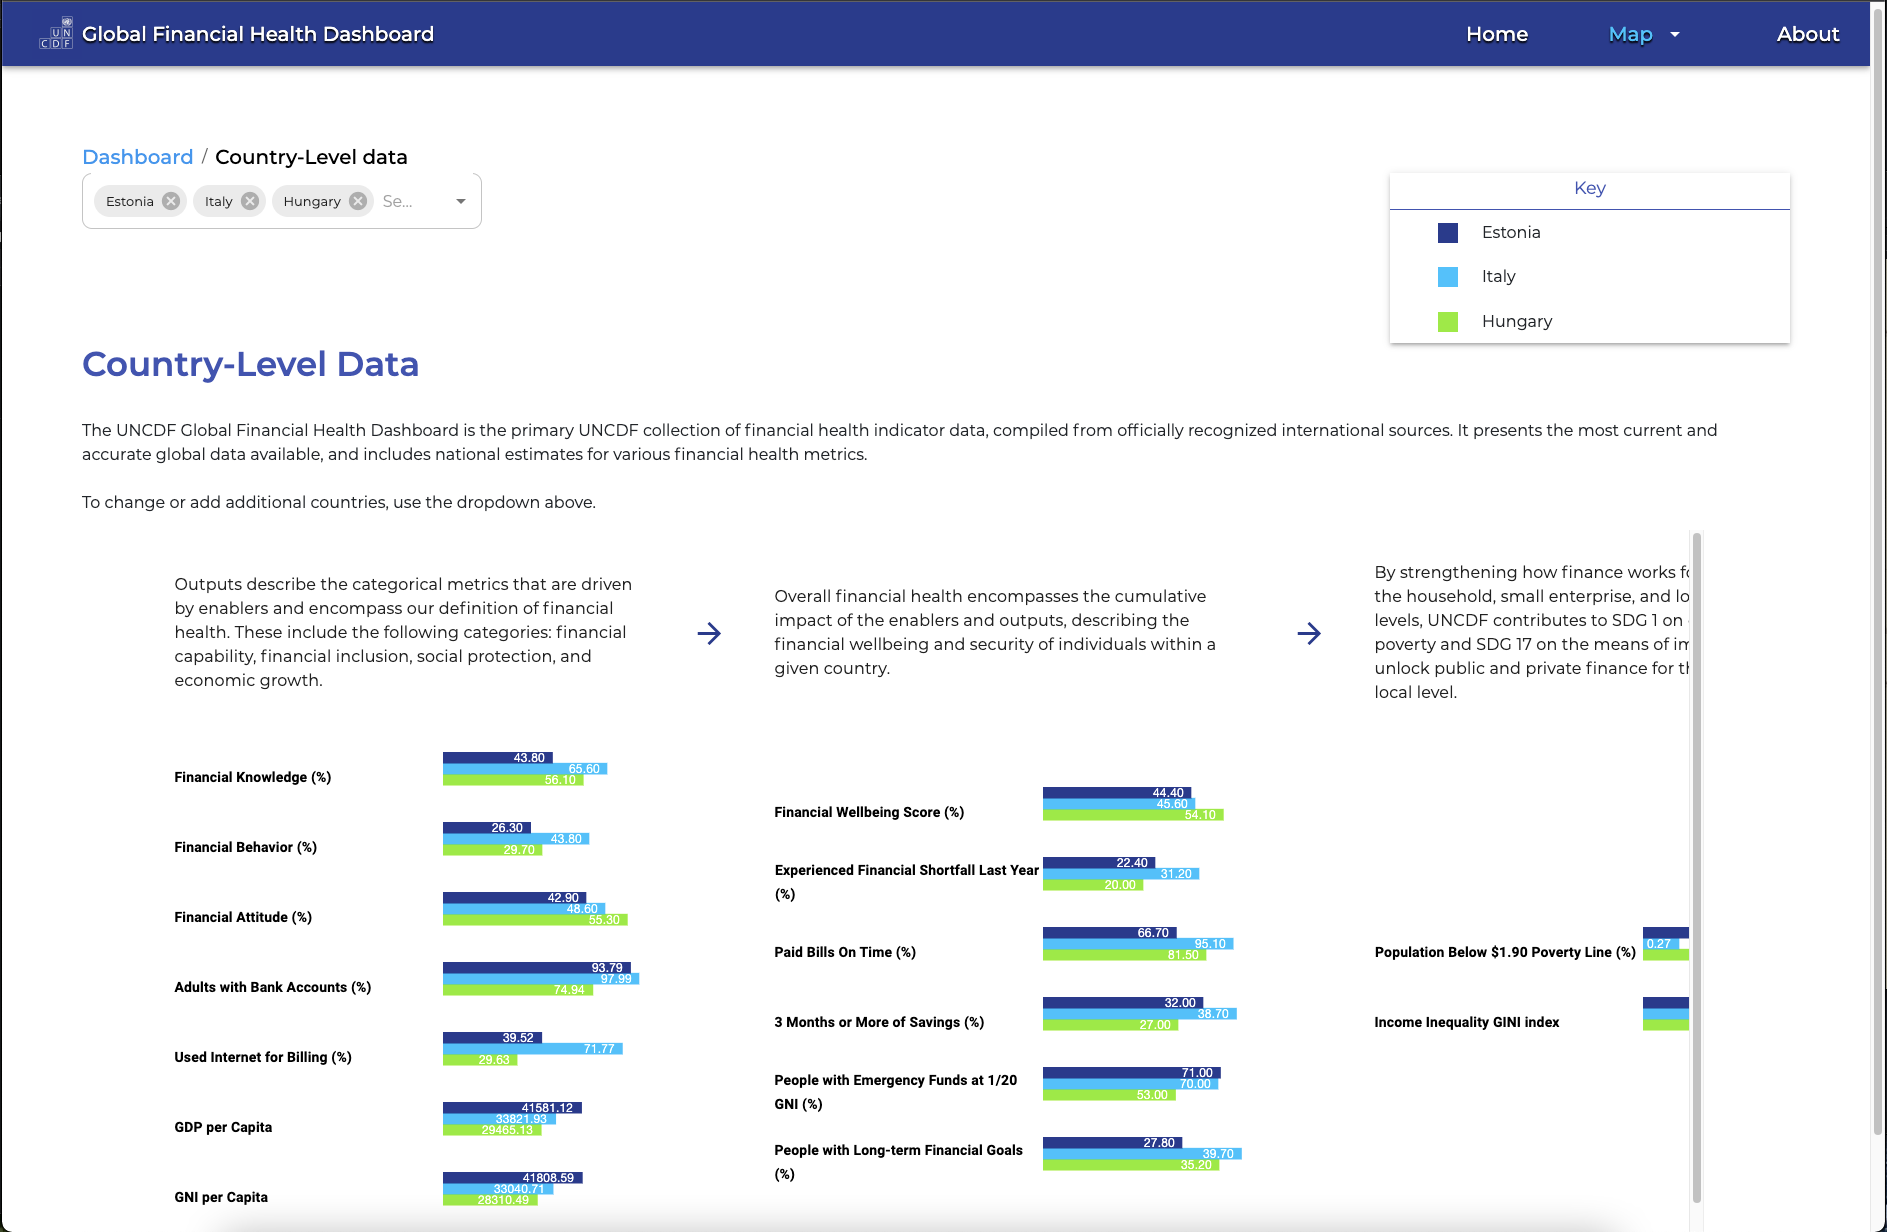 UN
CDF
Global Financial Health Dashboard
Home
Map
About
Dashboard / Country-Level data
Estonia
Italy
Hungary
Se...
Key
Estonia
Italy
Hungary
Country-Level Data
The UNCDF Global Financial Health Dashboard is the primary UNCDF collection of financial health indicator data, compiled from officially recognized international sources. It presents the most current and
accurate global data available, and includes national estimates for various financial health metrics.
To change or add additional countries, use the dropdown above.
Outputs describe the categorical metrics that are driven
by enablers and encompass our definition of financial
health. These include the following categories: financial
capability, financial inclusion, social protection, and
economic growth.
Financial Knowledge (%)
43.80
65.60
56.10
Financial Behavior (%)
26.30
43.80
29.70
Financial Attitude (%)
42.90
48.60
55.30
Adults with Bank Accounts (%)
93.79
97.99
74.94
Used Internet for Billing (%)
39.52
71.77
29.63
GDP per Capita
41581.12
33821.93
29465.13
GNI per Capita
41808.59
33040.71
28310.49
Overall financial health encompasses the cumulative
impact of the enablers and outputs, describing the
financial wellbeing and security of individuals within a
given country.
Financial Wellbeing Score (%)
44.40
45.60
54.10
Experienced Financial Shortfall Last Year
(%)
22.40
31.20
20.00
Paid Bills On Time (%)
66.70
95.10
81.50
3 Months or More of Savings (%)
32.00
38.70
27.00
People with Emergency Funds at 1/20
GNI (%)
71.00
70.00
53.00
People with Long-term Financial Goals
(%)
27.80
39.70
35.20
By strengthening how finance works
the household, small enterprise, and
levels, UNCDF contributes to SDG 1 on
poverty and SDG 17 on the means of
unlock public and private finance for
local level.
Population Below $1.90 Poverty Line (%)
0.27
Income Inequality GINI index